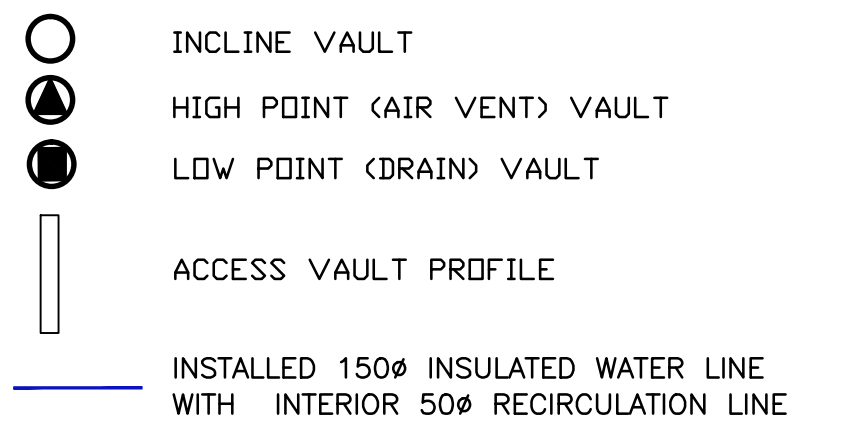 INCLINE VAULT
HIGH POINT (AIR VENT) VAULT
LOW POINT (DRAIN) VAULT
ACCESS VAULT PROFILE
INSTALLED 150ø INSULATED WATER LINE
WITH INTERIOR 50ø RECIRCULATION LINE